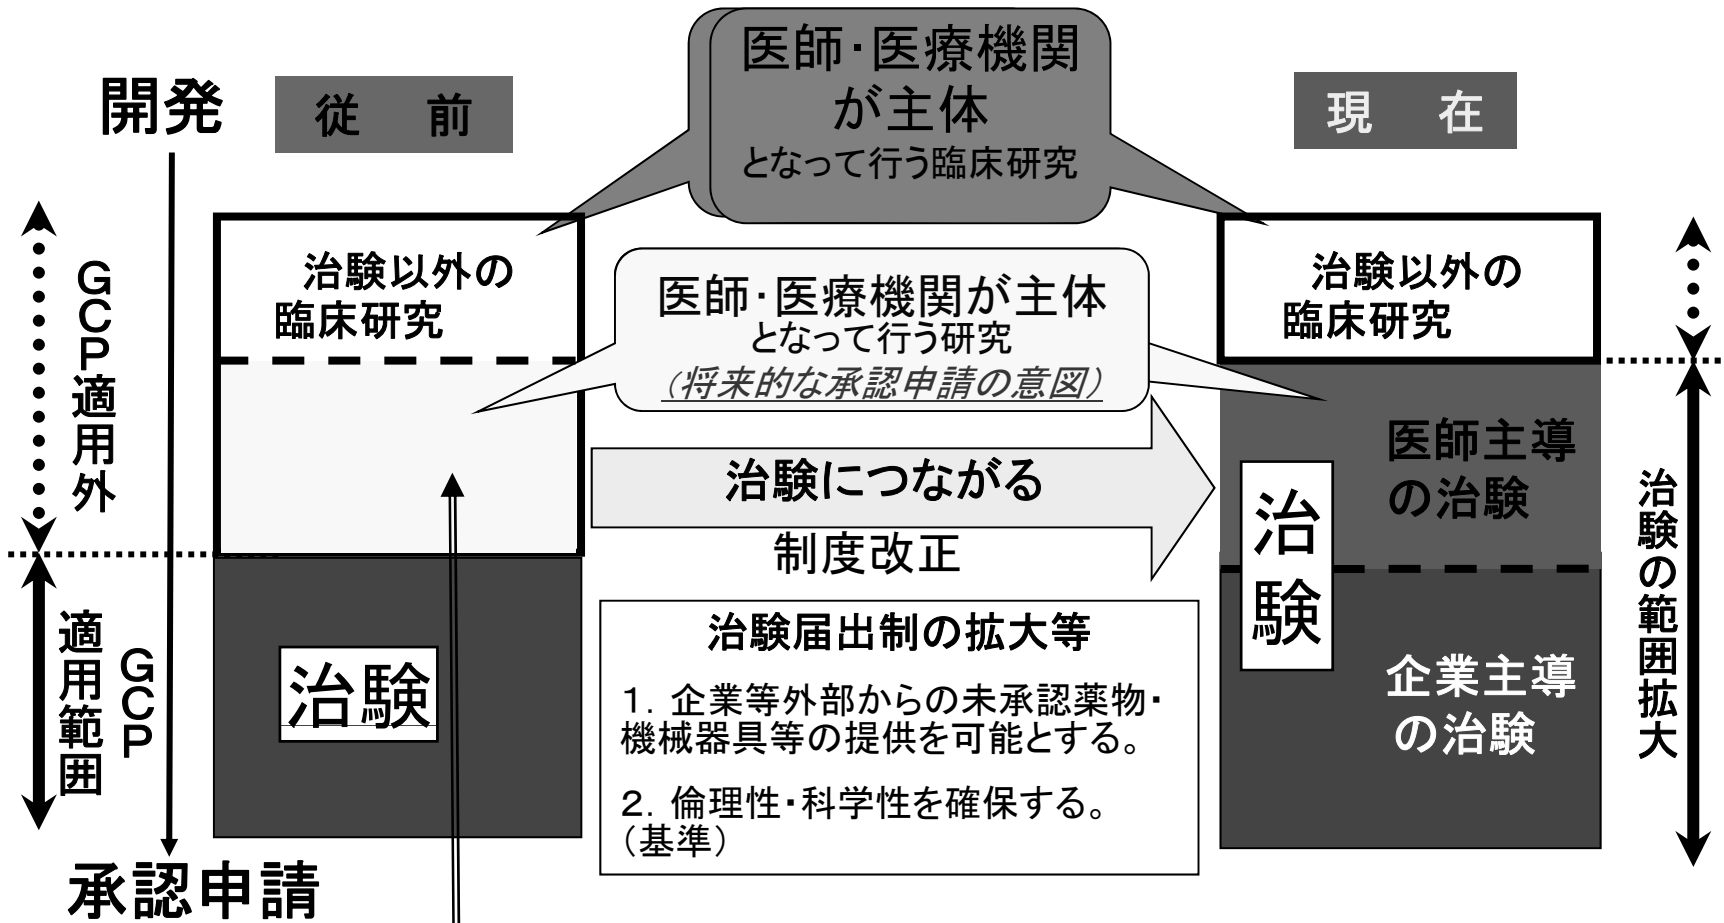 開発
従　前
医師・医療機関
が主体
となって行う臨床研究
現　在
治験以外の
臨床研究
医師・医療機関が主体
となって行う研究
（将来的な承認申請の意図）
治験以外の
臨床研究
GCP適用外
治験につながる
制度改正
医師主導
の治験
治験
企業主導
の治験
治験の範囲拡大
適用範囲
GCP
治験
治験届出制の拡大等
1．企業等外部からの未承認薬物・
機械器具等の提供を可能とする。
2．倫理性・科学性を確保する。
（基準）
承認申請